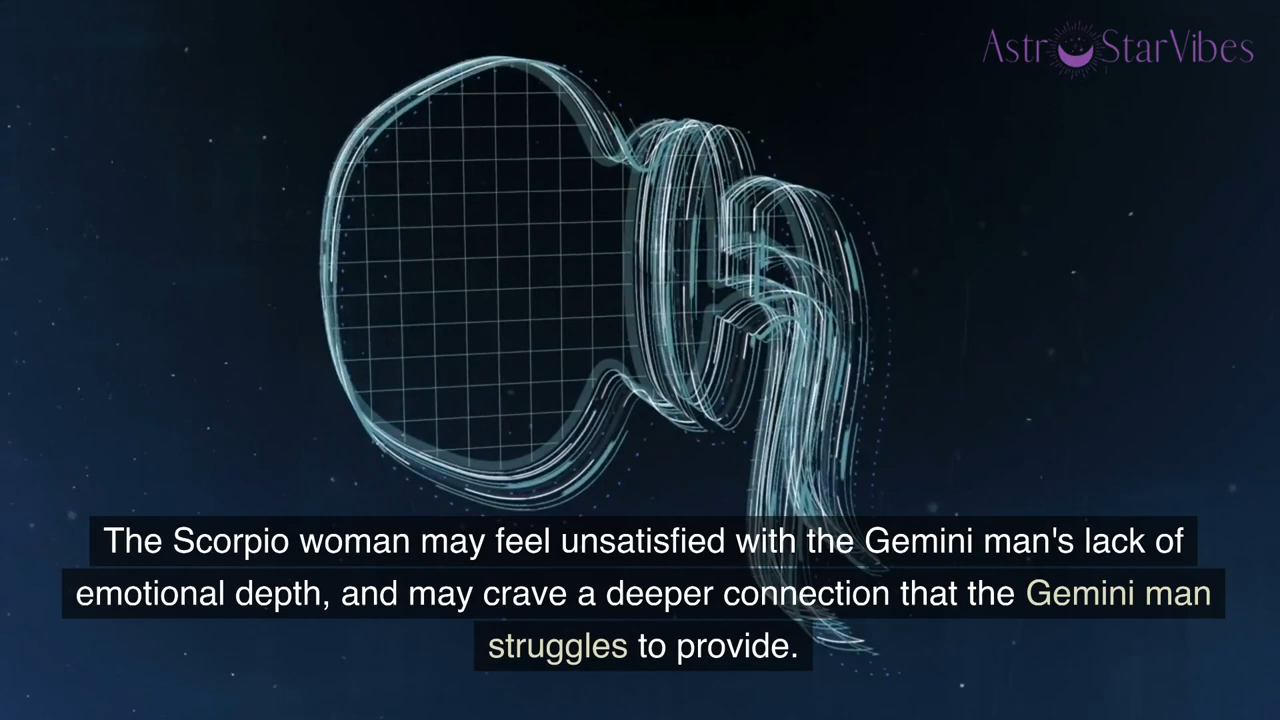 AstroStarVibes
The Scorpio woman may feel unsatisfied with the Gemini man's lack of
emotional depth, and may crave a deeper connection that the Gemini man
struggles to provide.